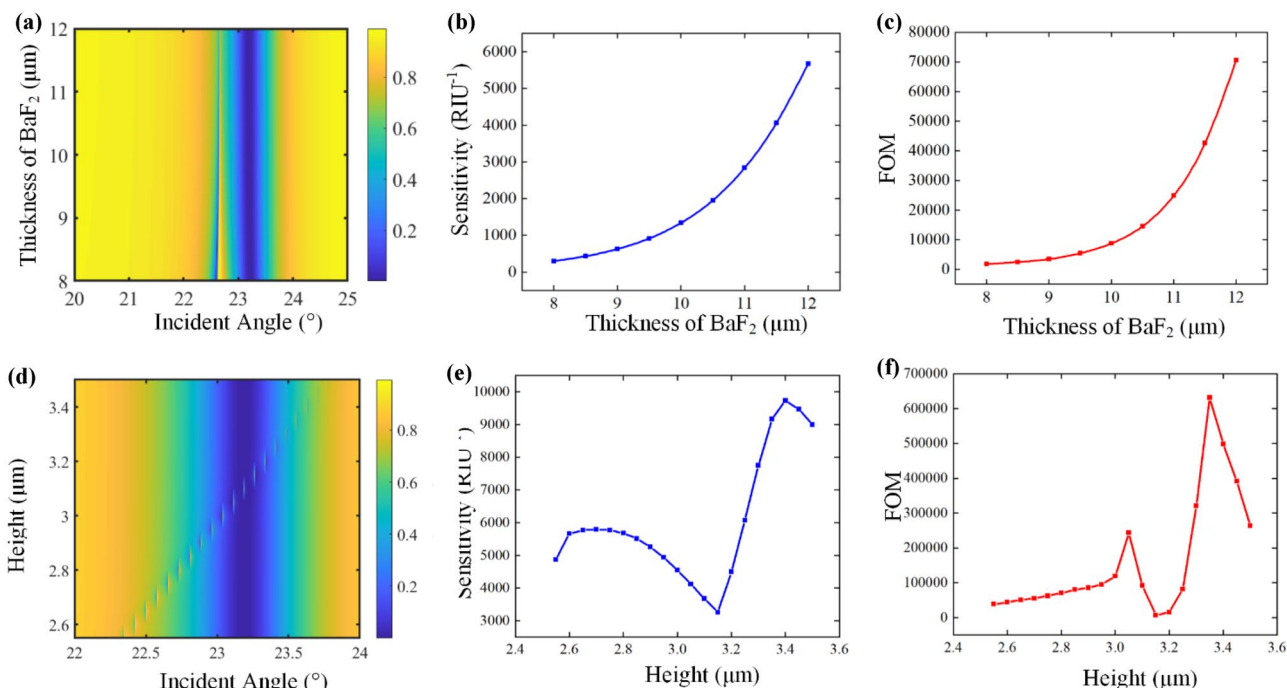 (a)
Thickness of BaF₂ (μm)
12
11
10
9
8
20 21 22 23 24 25
Incident Angle (°)
0.8
0.6
0.4
0.2
(b)
Sensitivity (RIU⁻¹)
6000
5000
4000
3000
2000
1000
0
8 9 10 11 12
Thickness of BaF₂ (μm)
(c)
FOM
80000
70000
60000
50000
40000
30000
20000
10000
0
8 9 10 11 12
Thickness of BaF₂ (μm)
(d)
Height (μm)
3.4
3.2
3
2.8
2.6
22 22.5 23 23.5 24
Incident Angle (°)
0.8
0.6
0.4
0.2
(e)
Sensitivity (RIU
10000
9000
8000
7000
6000
5000
4000
3000
2.4 2.6 2.8 3.0 3.2 3.4 3.6
Height (μm)
(f)
FOM
700000
600000
500000
400000
300000
200000
100000
0
2.4 2.6 2.8 3.0 3.2 3.4 3.6
Height (μm)